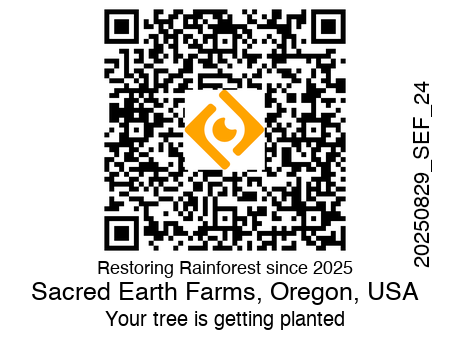 Restoring Rainforest since 2025
Sacred Earth Farms, Oregon, USA
Your tree is getting planted
20250829_SEF_24